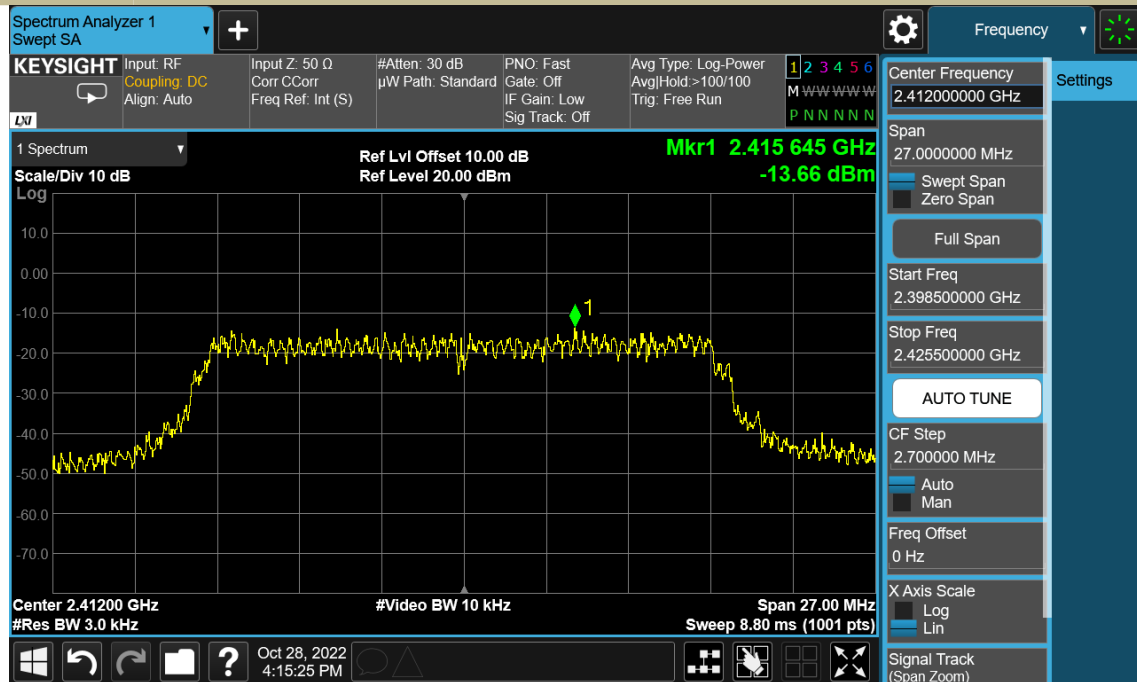 Spectrum Analyzer 1
Swept SA
+
Frequency
KEYSIGHT
LXI
Input: RF
Coupling: DC
Align: Auto
Input Z: 50 Ω
Corr CCorr
Freq Ref: Int (S)
#Atten: 30 dB
µW Path: Standard
PNO: Fast
Gate: Off
IF Gain: Low
Sig Track: Off
Avg Type: Log-Power
Avg|Hold:>100/100
Trig: Free Run
1 2 3 4 5 6
M W W W W W
P N N N N N
1 Spectrum
Scale/Div 10 dB
Log
Ref Lvl Offset 10.00 dB
Ref Level 20.00 dBm
Mkr1 2.415 645 GHz
-13.66 dBm
10.0
0.00
-10.0
-20.0
-30.0
-40.0
-50.0
-60.0
-70.0
1
Center 2.41200 GHz
#Res BW 3.0 kHz
#Video BW 10 kHz
Span 27.00 MHz
Sweep 8.80 ms (1001 pts)
Center Frequency
2.412000000 GHz
Settings
Span
27.0000000 MHz
Swept Span
Zero Span
Full Span
Start Freq
2.398500000 GHz
Stop Freq
2.425500000 GHz
AUTO TUNE
CF Step
2.700000 MHz
Auto
Man
Freq Offset
0 Hz
X Axis Scale
Log
Lin
Signal Track
(Span Zoom)
?
Oct 28, 2022
4:15:25 PM